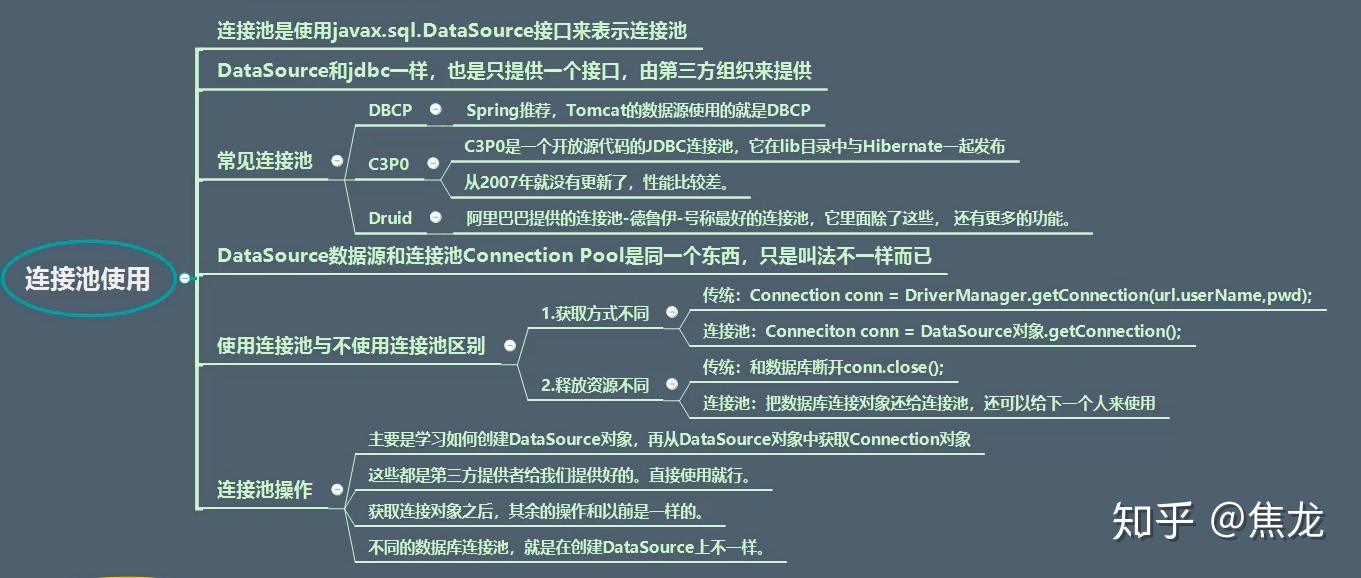 连接池是使用javax.sql.DataSource接口来表示连接池
DataSource和jdbc一样，也是只提供一个接口，由第三方组织来提供
常见连接池
DBCP
Spring推荐，Tomcat的数据源使用的就是DBCP
C3P0
C3P0是一个开放源代码的JDBC连接池，它在lib目录中与Hibernate一起发布
从2007年就没有更新了，性能比较差。
Druid
阿里巴巴提供的连接池-德鲁伊-号称最好的连接池，它里面除了这些， 还有更多的功能。
DataSource数据源和连接池Connection Pool是同一个东西，只是叫法不一样而已
连接池使用
使用连接池与不使用连接池区别
1.获取方式不同
传统：Connection conn = DriverManager.getConnection(url.userName,pwd);
连接池：Conneciton conn = DataSource对象.getConnection();
2.释放资源不同
传统：和数据库断开conn.close();
连接池：把数据库连接对象还给连接池，还可以给下一个人来使用
连接池操作
主要是学习如何创建DataSource对象，再从DataSource对象中获取Connection对象
这些都是第三方提供者给我们提供好的。直接使用就行。
获取连接对象之后，其余的操作和以前是一样的。
不同的数据库连接池，就是在创建DataSource上不一样。
知乎 @焦龙